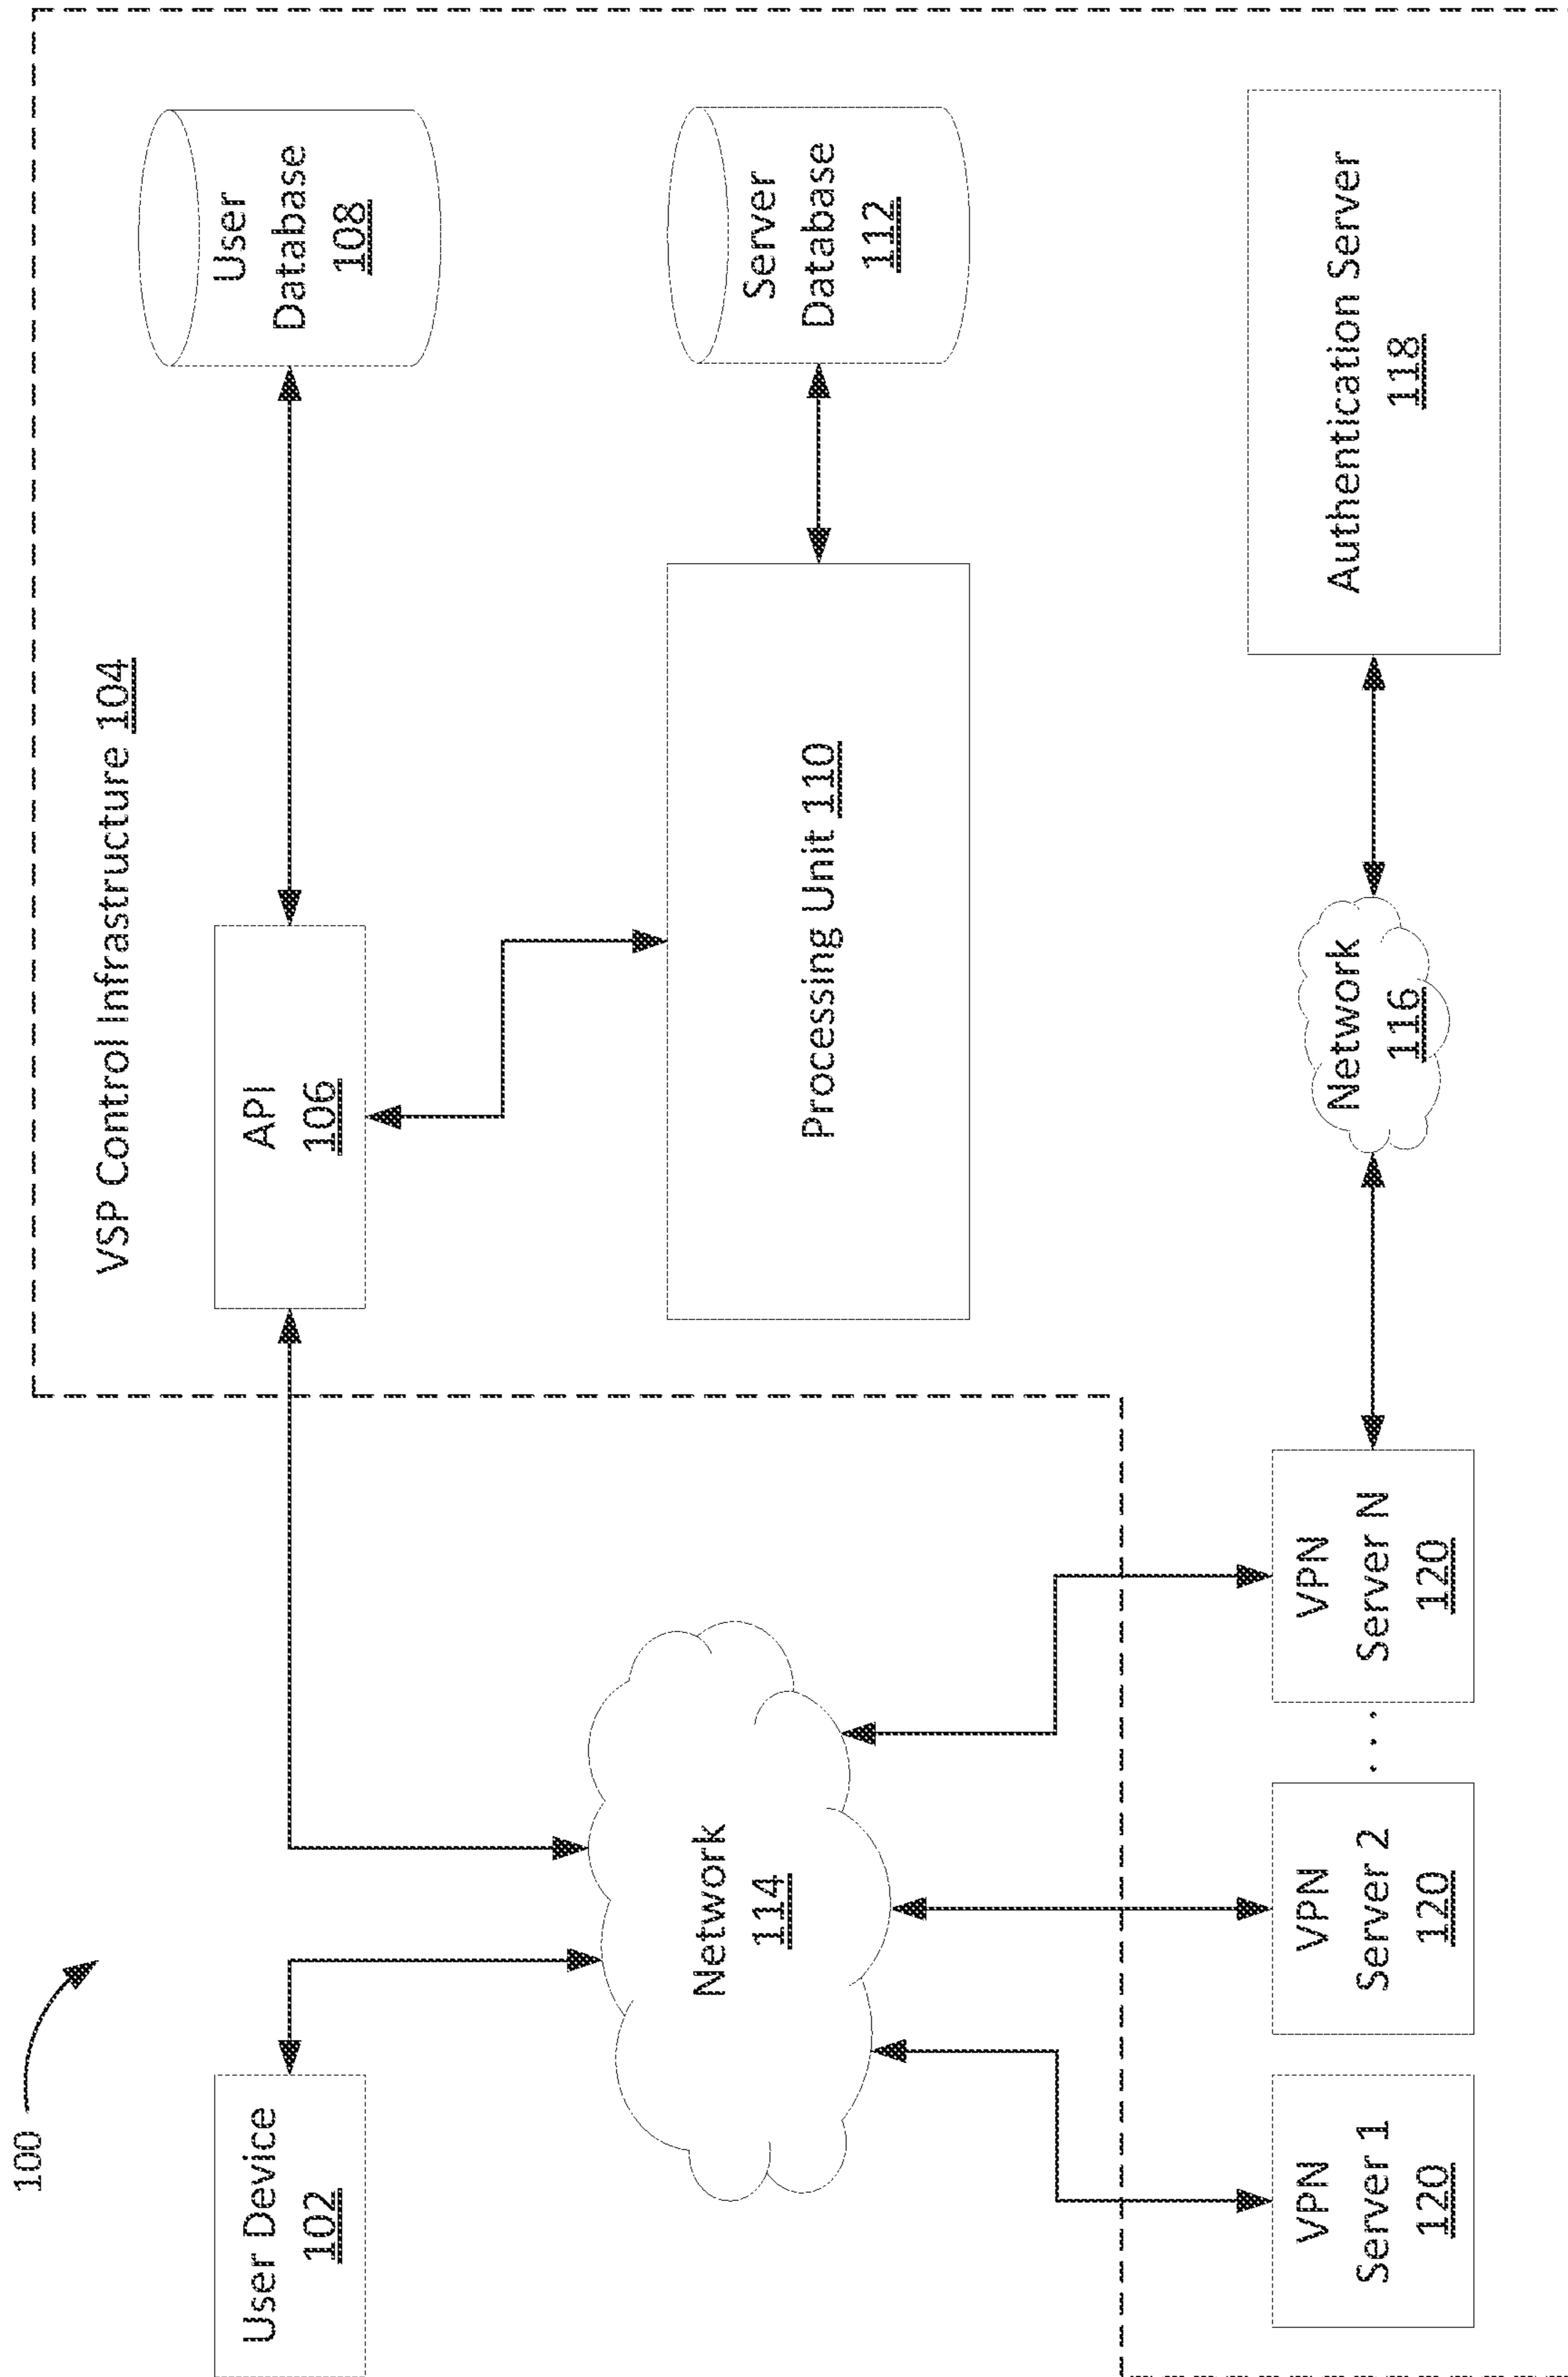 100
User Device
102
VSP Control Infrastructure 104
API
106
User
Database
108
Processing Unit 110
Server
Database
112
Network
114
VPN
Server 1
120
VPN
Server 2
120
...
VPN
Server N
120
Network
116
Authentication Server
118